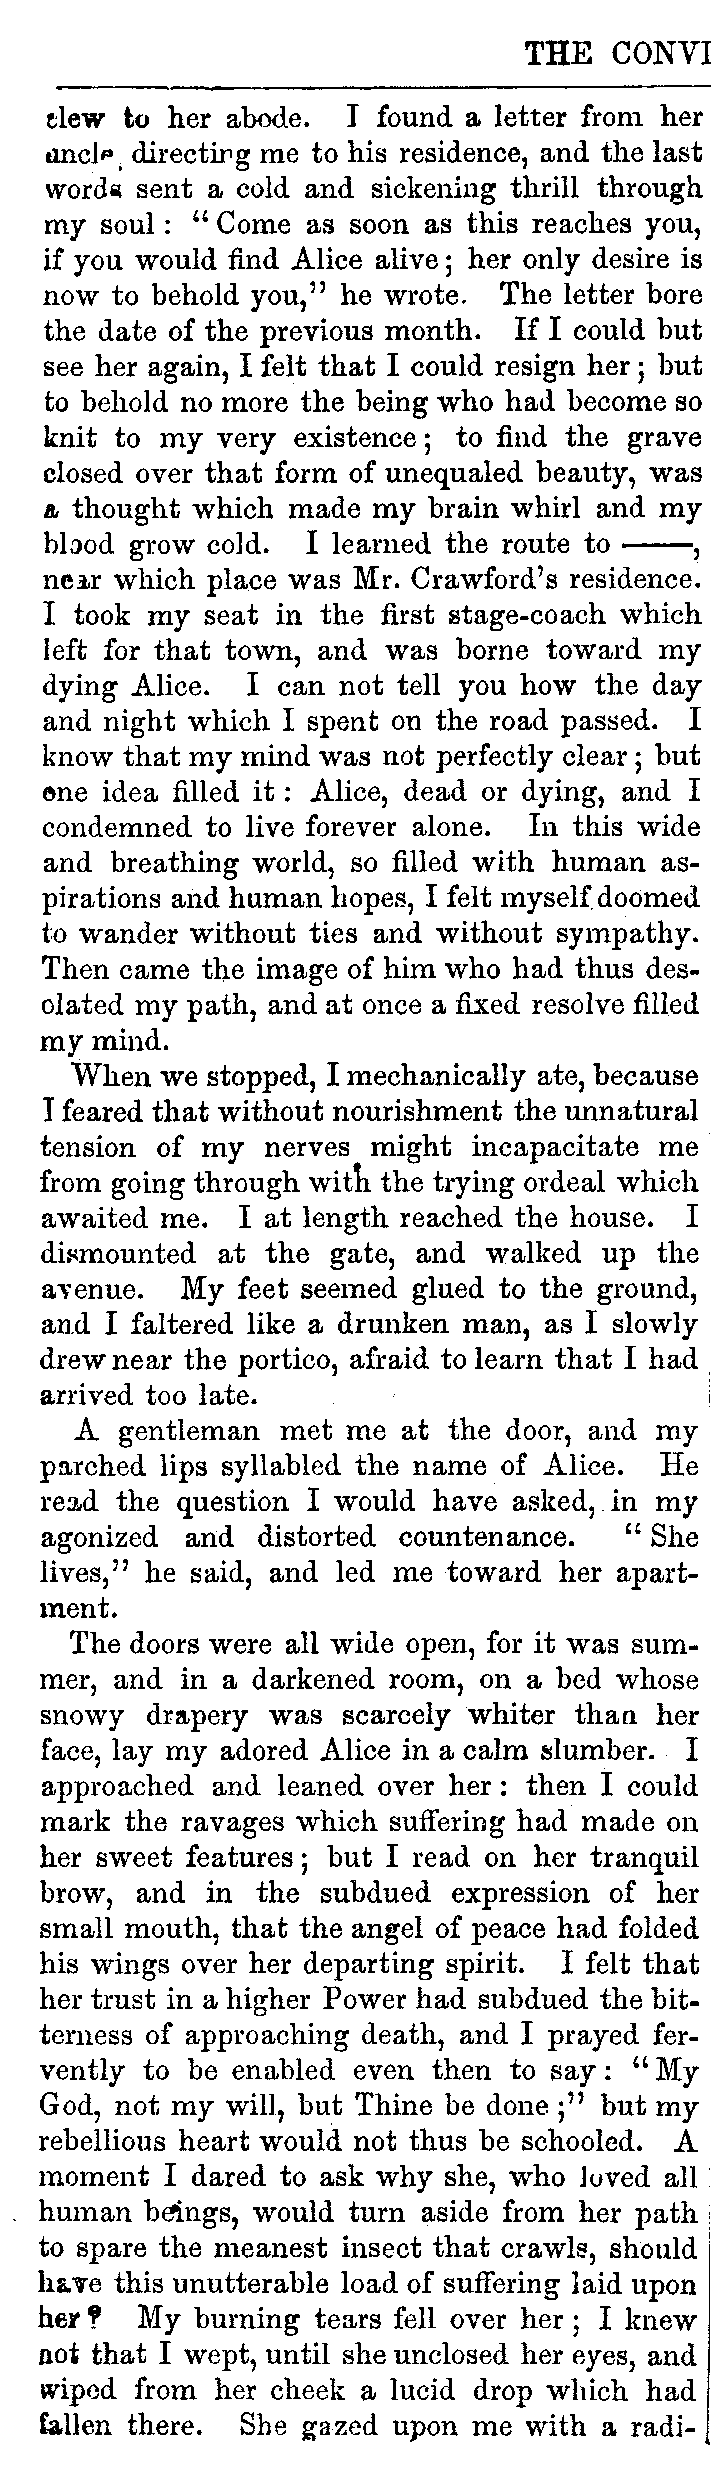 THE CONVI
flew to her abode. I found a letter from her
uncle, directing me to his residence, and the last
words sent a cold and sickening thrill through
my soul: “Come as soon as this reaches you,
if you would find Alice alive; her only desire is
now to behold you,” he wrote. The letter bore
the date of the previous month. If I could but
see her again, I felt that I could resign her; but
to behold no more the being who had become so
knit to my very existence; to find the grave
closed over that form of unequaled beauty, was
a thought which made my brain whirl and my
blood grow cold. I learned the route to ——,
near which place was Mr. Crawford’s residence.
I took my seat in the first stage-coach which
left for that town, and was borne toward my
dying Alice. I can not tell you how the day
and night which I spent on the road passed. I
know that my mind was not perfectly clear; but
one idea filled it: Alice, dead or dying, and I
condemned to live forever alone. In this wide
and breathing world, so filled with human as-
pirations and human hopes, I felt myself doomed
to wander without ties and without sympathy.
Then came the image of him who had thus des-
olated my path, and at once a fixed resolve filled
my mind.
When we stopped, I mechanically ate, because
I feared that without nourishment the unnatural
tension of my nerves might incapacitate me
from going through with the trying ordeal which
awaited me. I at length reached the house. I
dismounted at the gate, and walked up the
avenue. My feet seemed glued to the ground,
and I faltered like a drunken man, as I slowly
drew near the portico, afraid to learn that I had
arrived too late.
A gentleman met me at the door, and my
parched lips syllabled the name of Alice. He
read the question I would have asked, in my
agonized and distorted countenance. “She
lives,” he said, and led me toward her apart-
ment.
The doors were all wide open, for it was sum-
mer, and in a darkened room, on a bed whose
snowy drapery was scarcely whiter than her
face, lay my adored Alice in a calm slumber. I
approached and leaned over her: then I could
mark the ravages which suffering had made on
her sweet features; but I read on her tranquil
brow, and in the subdued expression of her
small mouth, that the angel of peace had folded
his wings over her departing spirit. I felt that
her trust in a higher Power had subdued the bit-
terness of approaching death, and I prayed fer-
vently to be enabled even then to say: “My
God, not my will, but Thine be done;” but my
rebellious heart would not thus be schooled. A
moment I dared to ask why she, who loved all
human beings, would turn aside from her path
to spare the meanest insect that crawls, should
have this unutterable load of suffering laid upon
her? My burning tears fell over her; I knew
not that I wept, until she unclosed her eyes, and
wiped from her cheek a lucid drop which had
fallen there. She gazed upon me with a radi-